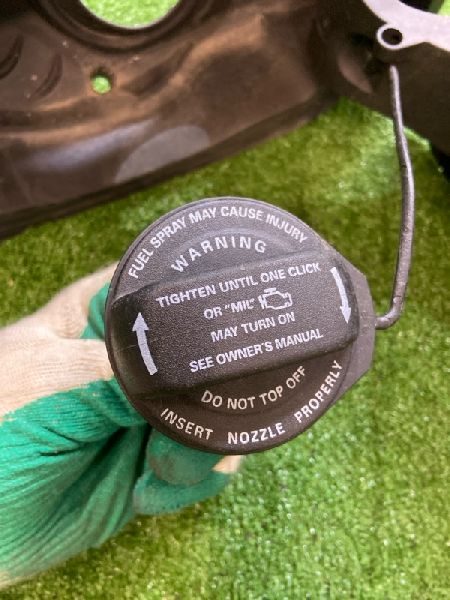 FUEL SPRAY MAY CAUSE INJURY
WARNING
TIGHTEN UNTIL ONE CLICK
OR "MIL"
MAY TURN ON
SEE OWNER'S MANUAL
DO NOT TOP OFF
INSERT NOZZLE PROPERLY